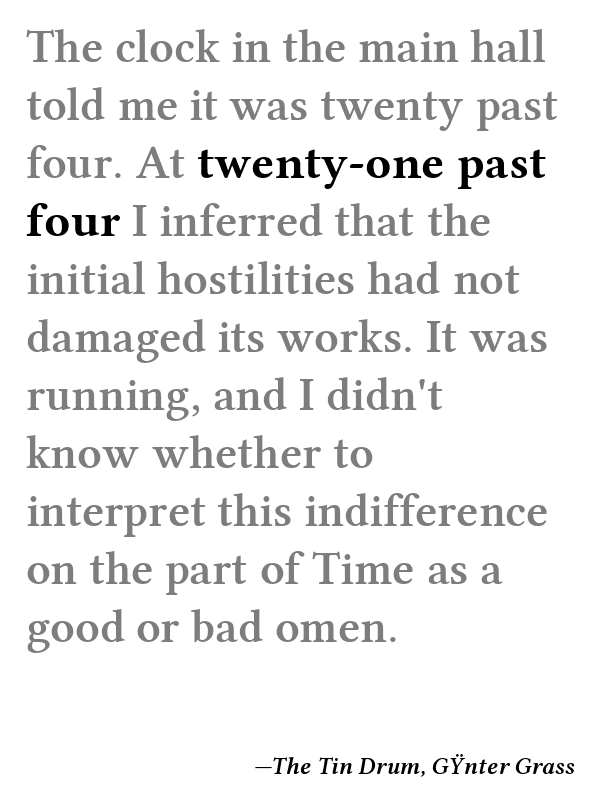 The clock in the main hall
told me it was twenty past
four. At twenty-one past
four I inferred that the
initial hostilities had not
damaged its works. It was
running, and I didn't
know whether to
interpret this indifference
on the part of Time as a
good or bad omen.
—The Tin Drum, GŸnter Grass